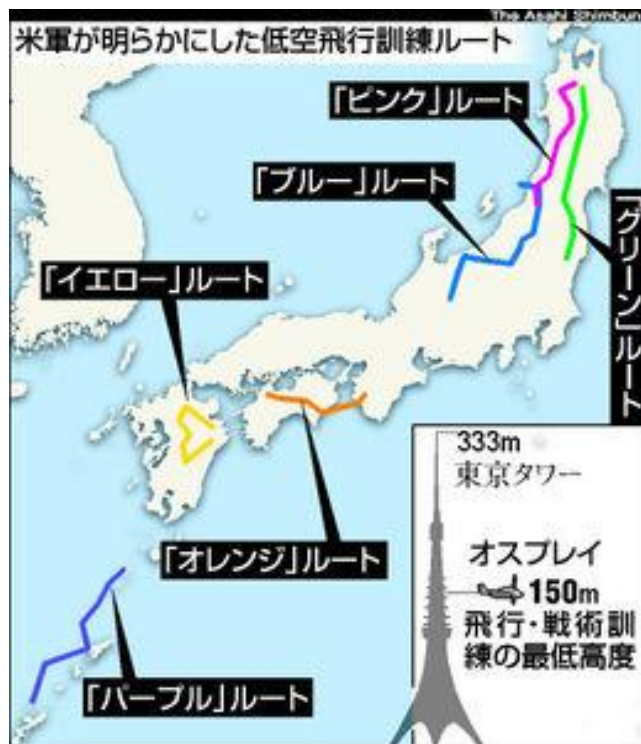 The Asahi Shimbun
米軍が明らかにした低空飛行訓練ルート
「ピンク」ルート
「ブルー」ルート
「グリーン」ルート
「イエロー」ルート
「オレンジ」ルート
「パープル」ルート
333m
東京タワー
オスプレイ
150m
飛行・戦術訓
練の最低高度